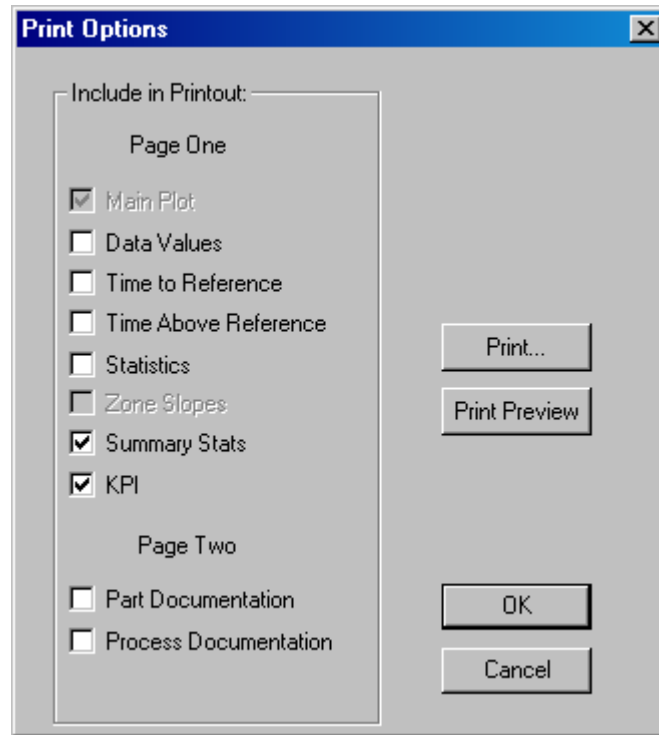 Print Options
Include in Printout:
Page One
Main Plot
Data Values
Time to Reference
Time Above Reference
Statistics
Zone Slopes
Summary Stats
KPI
Page Two
Part Documentation
Process Documentation
Print...
Print Preview
OK
Cancel